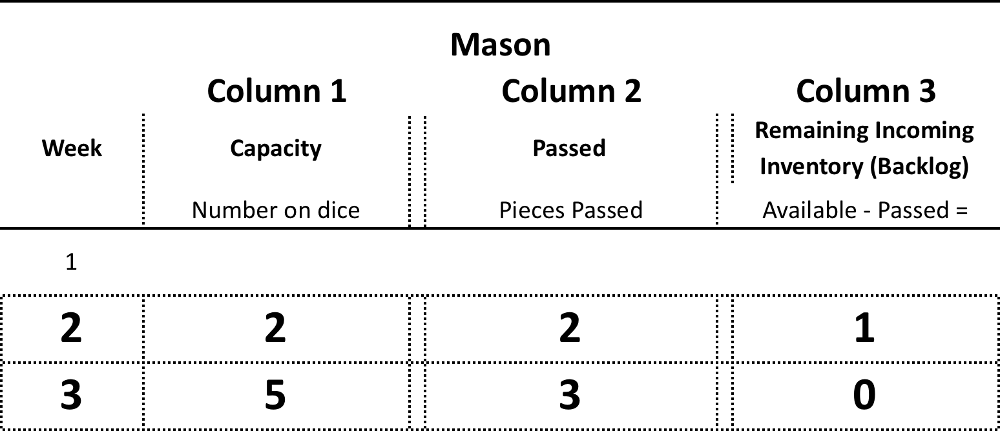 Mason
Column 1 Column 2 Column 3
Week Capacity Passed Remaining Incoming
Inventory (Backlog)
Number on dice Pieces Passed Available - Passed =
1
2 2 2 1
3 5 3 0